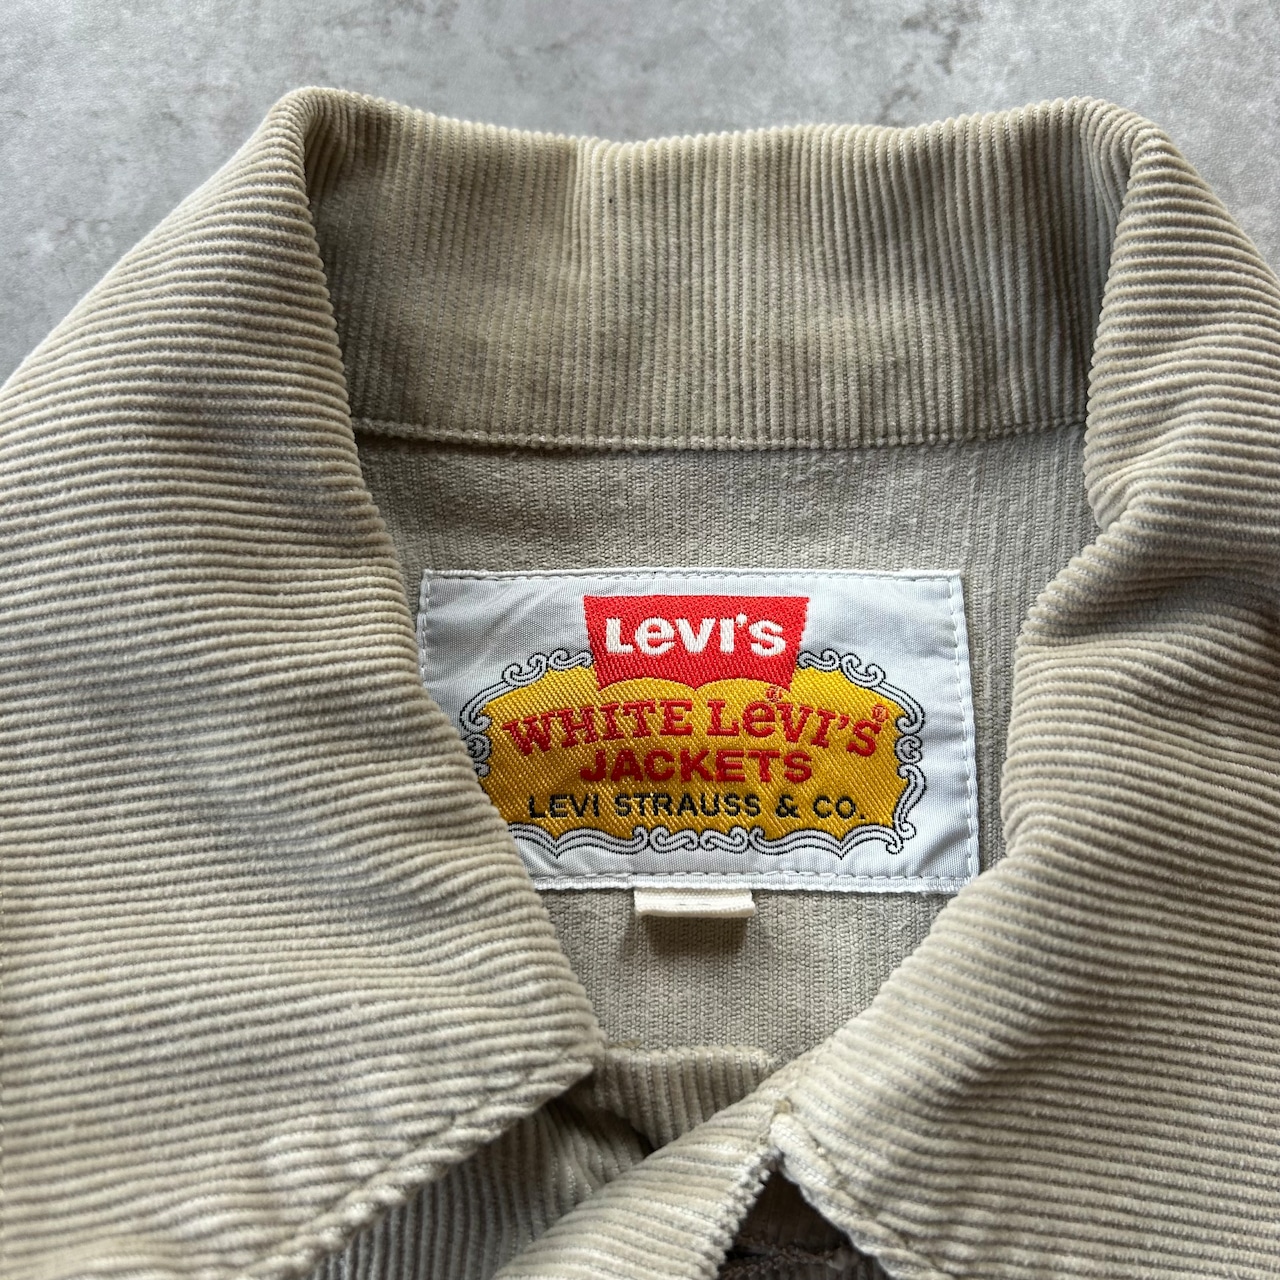 LeVI'S
WHITE LeVI'S®
JACKETS
LEVI STRAUSS & CO.